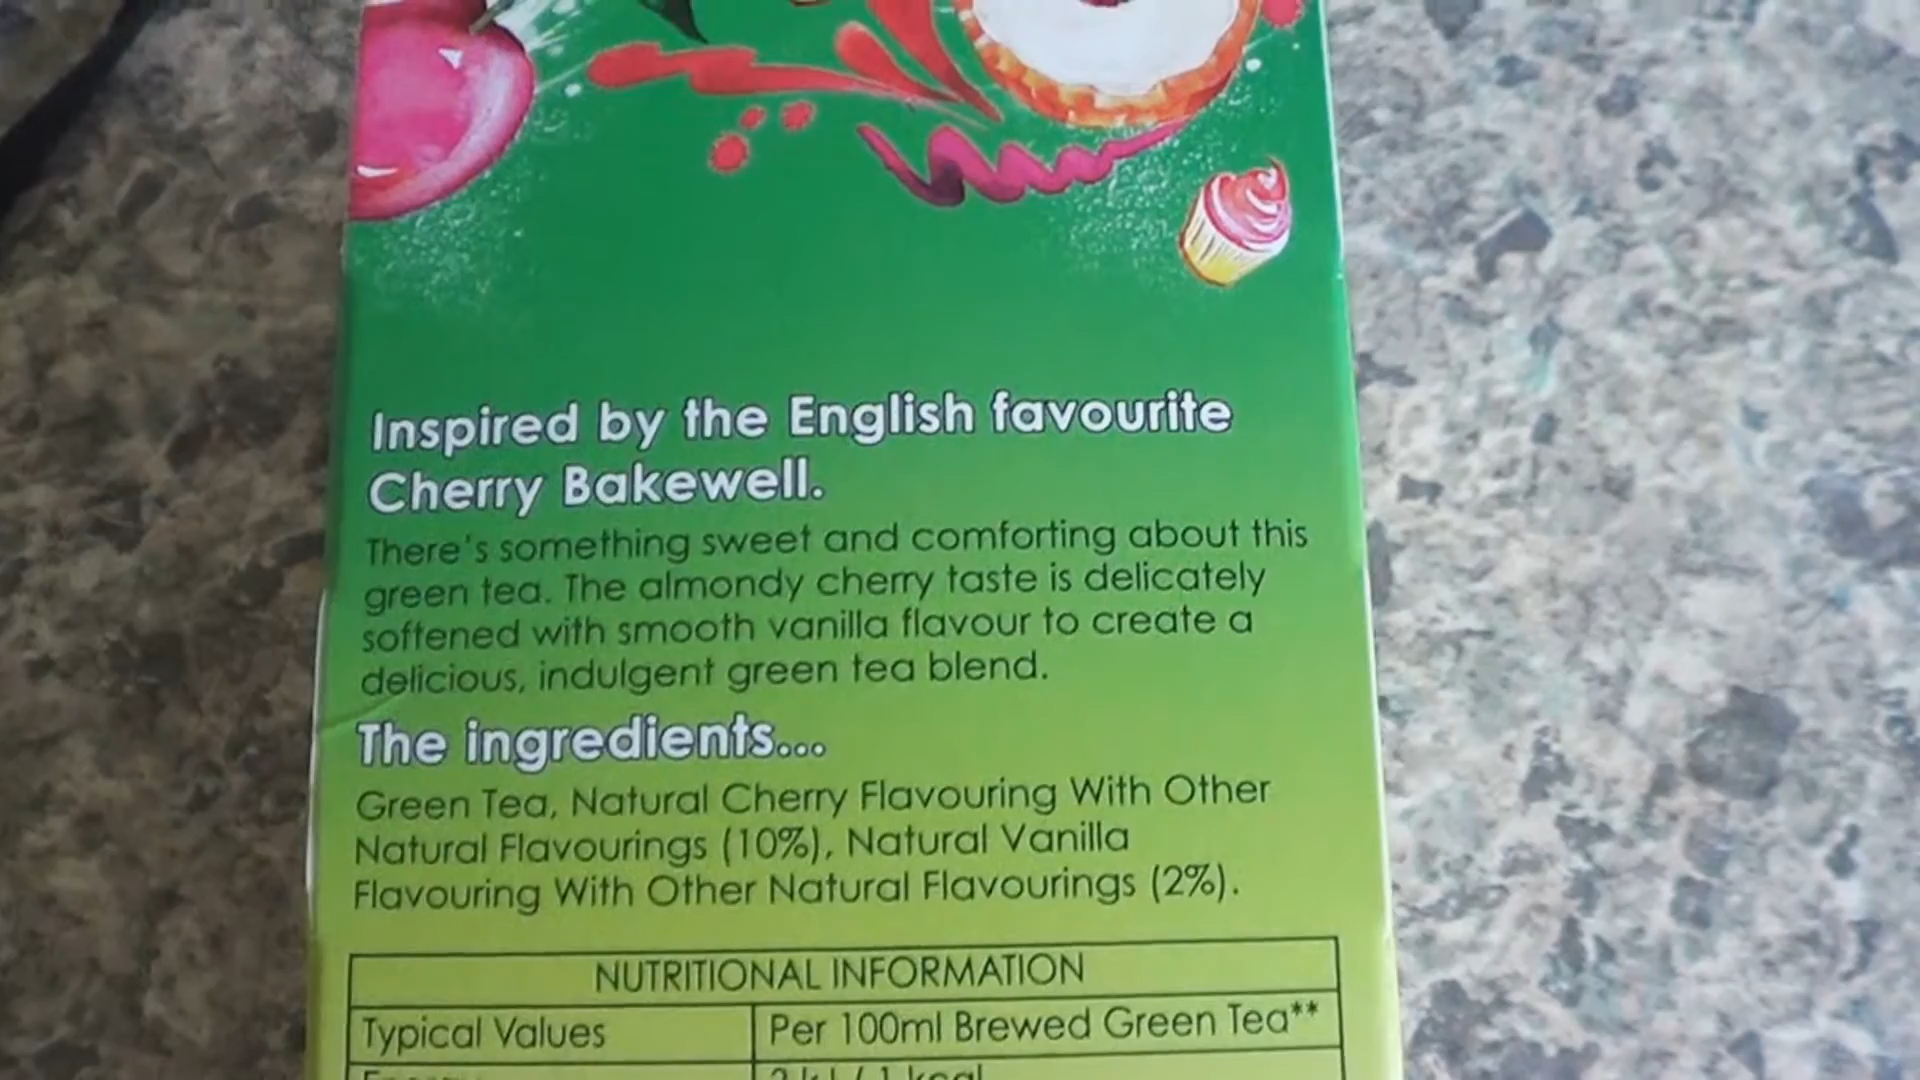 Inspired by the English favourite
Cherry Bakewell.
There's something sweet and comforting about this
green tea. The almondy cherry taste is delicately
softened with smooth vanilla flavour to create a
delicious, indulgent green tea blend.
The ingredients...
Green Tea, Natural Cherry Flavouring With Other
Natural Flavourings (10%), Natural Vanilla
Flavouring With Other Natural Flavourings (2%).
NUTRITIONAL INFORMATION
Typical Values
Per 100ml Brewed Green Tea**